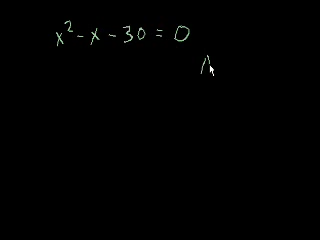 x² - x - 30 = 0